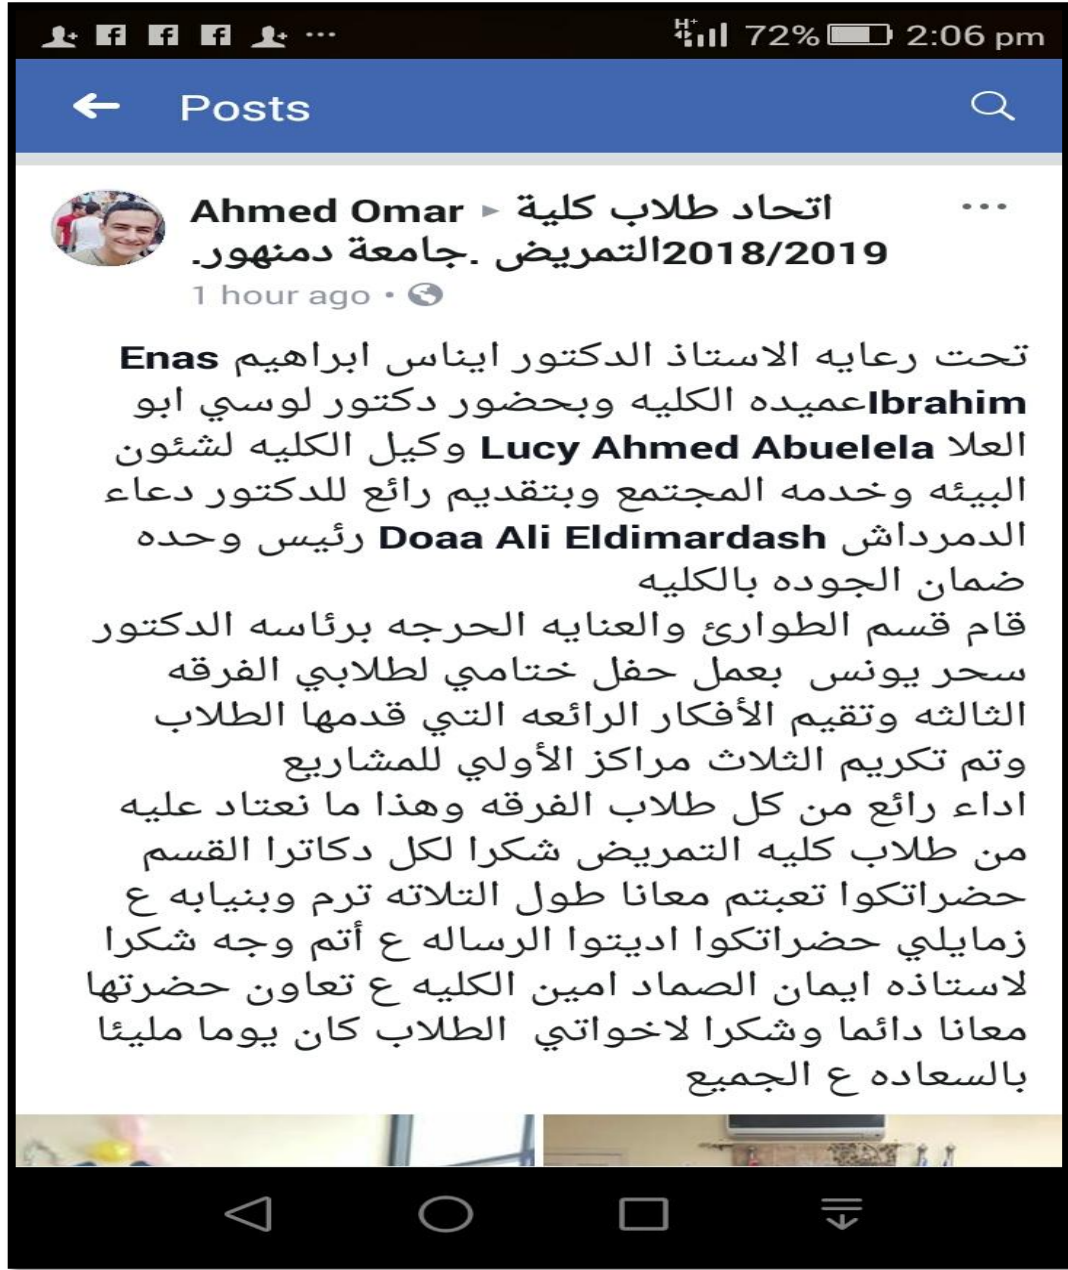 72% 2:06 pm
Posts
Ahmed Omar ▸ اتحاد طلاب كلية
التمريض .جامعة دمنهور.2018/2019
1 hour ago
تحت رعايه الاستاذ الدكتور ايناس ابراهيم Enas
Ibrahimعميده الكليه وبحضور دكتور لوسي ابو
العلا Lucy Ahmed Abuelela وكيل الكليه لشئون
البيئه وخدمه المجتمع وبتقديم رائع للدكتور دعاء
الدمرداش Doaa Ali Eldimardash رئيس وحده
ضمان الجوده بالكليه
قام قسم الطوارئ والعنايه الحرجه برئاسه الدكتور
سحر يونس بعمل حفل ختامي لطلابي الفرقه
الثالثه وتقيم الأفكار الرائعه التي قدمها الطلاب
وتم تكريم الثلاث مراكز الأولي للمشاريع
اداء رائع من كل طلاب الفرقه وهذا ما نعتاد عليه
من طلاب كليه التمريض شكرا لكل دكاترا القسم
حضراتكوا تعبتم معانا طول التلاته ترم وبنيابه ع
زمايلي حضراتكوا اديتوا الرساله ع أتم وجه شكرا
لاستاذه ايمان الصماد امين الكليه ع تعاون حضرتها
معانا دائما وشكرا لاخواتي الطلاب كان يوما مليئا
بالسعاده ع الجميع